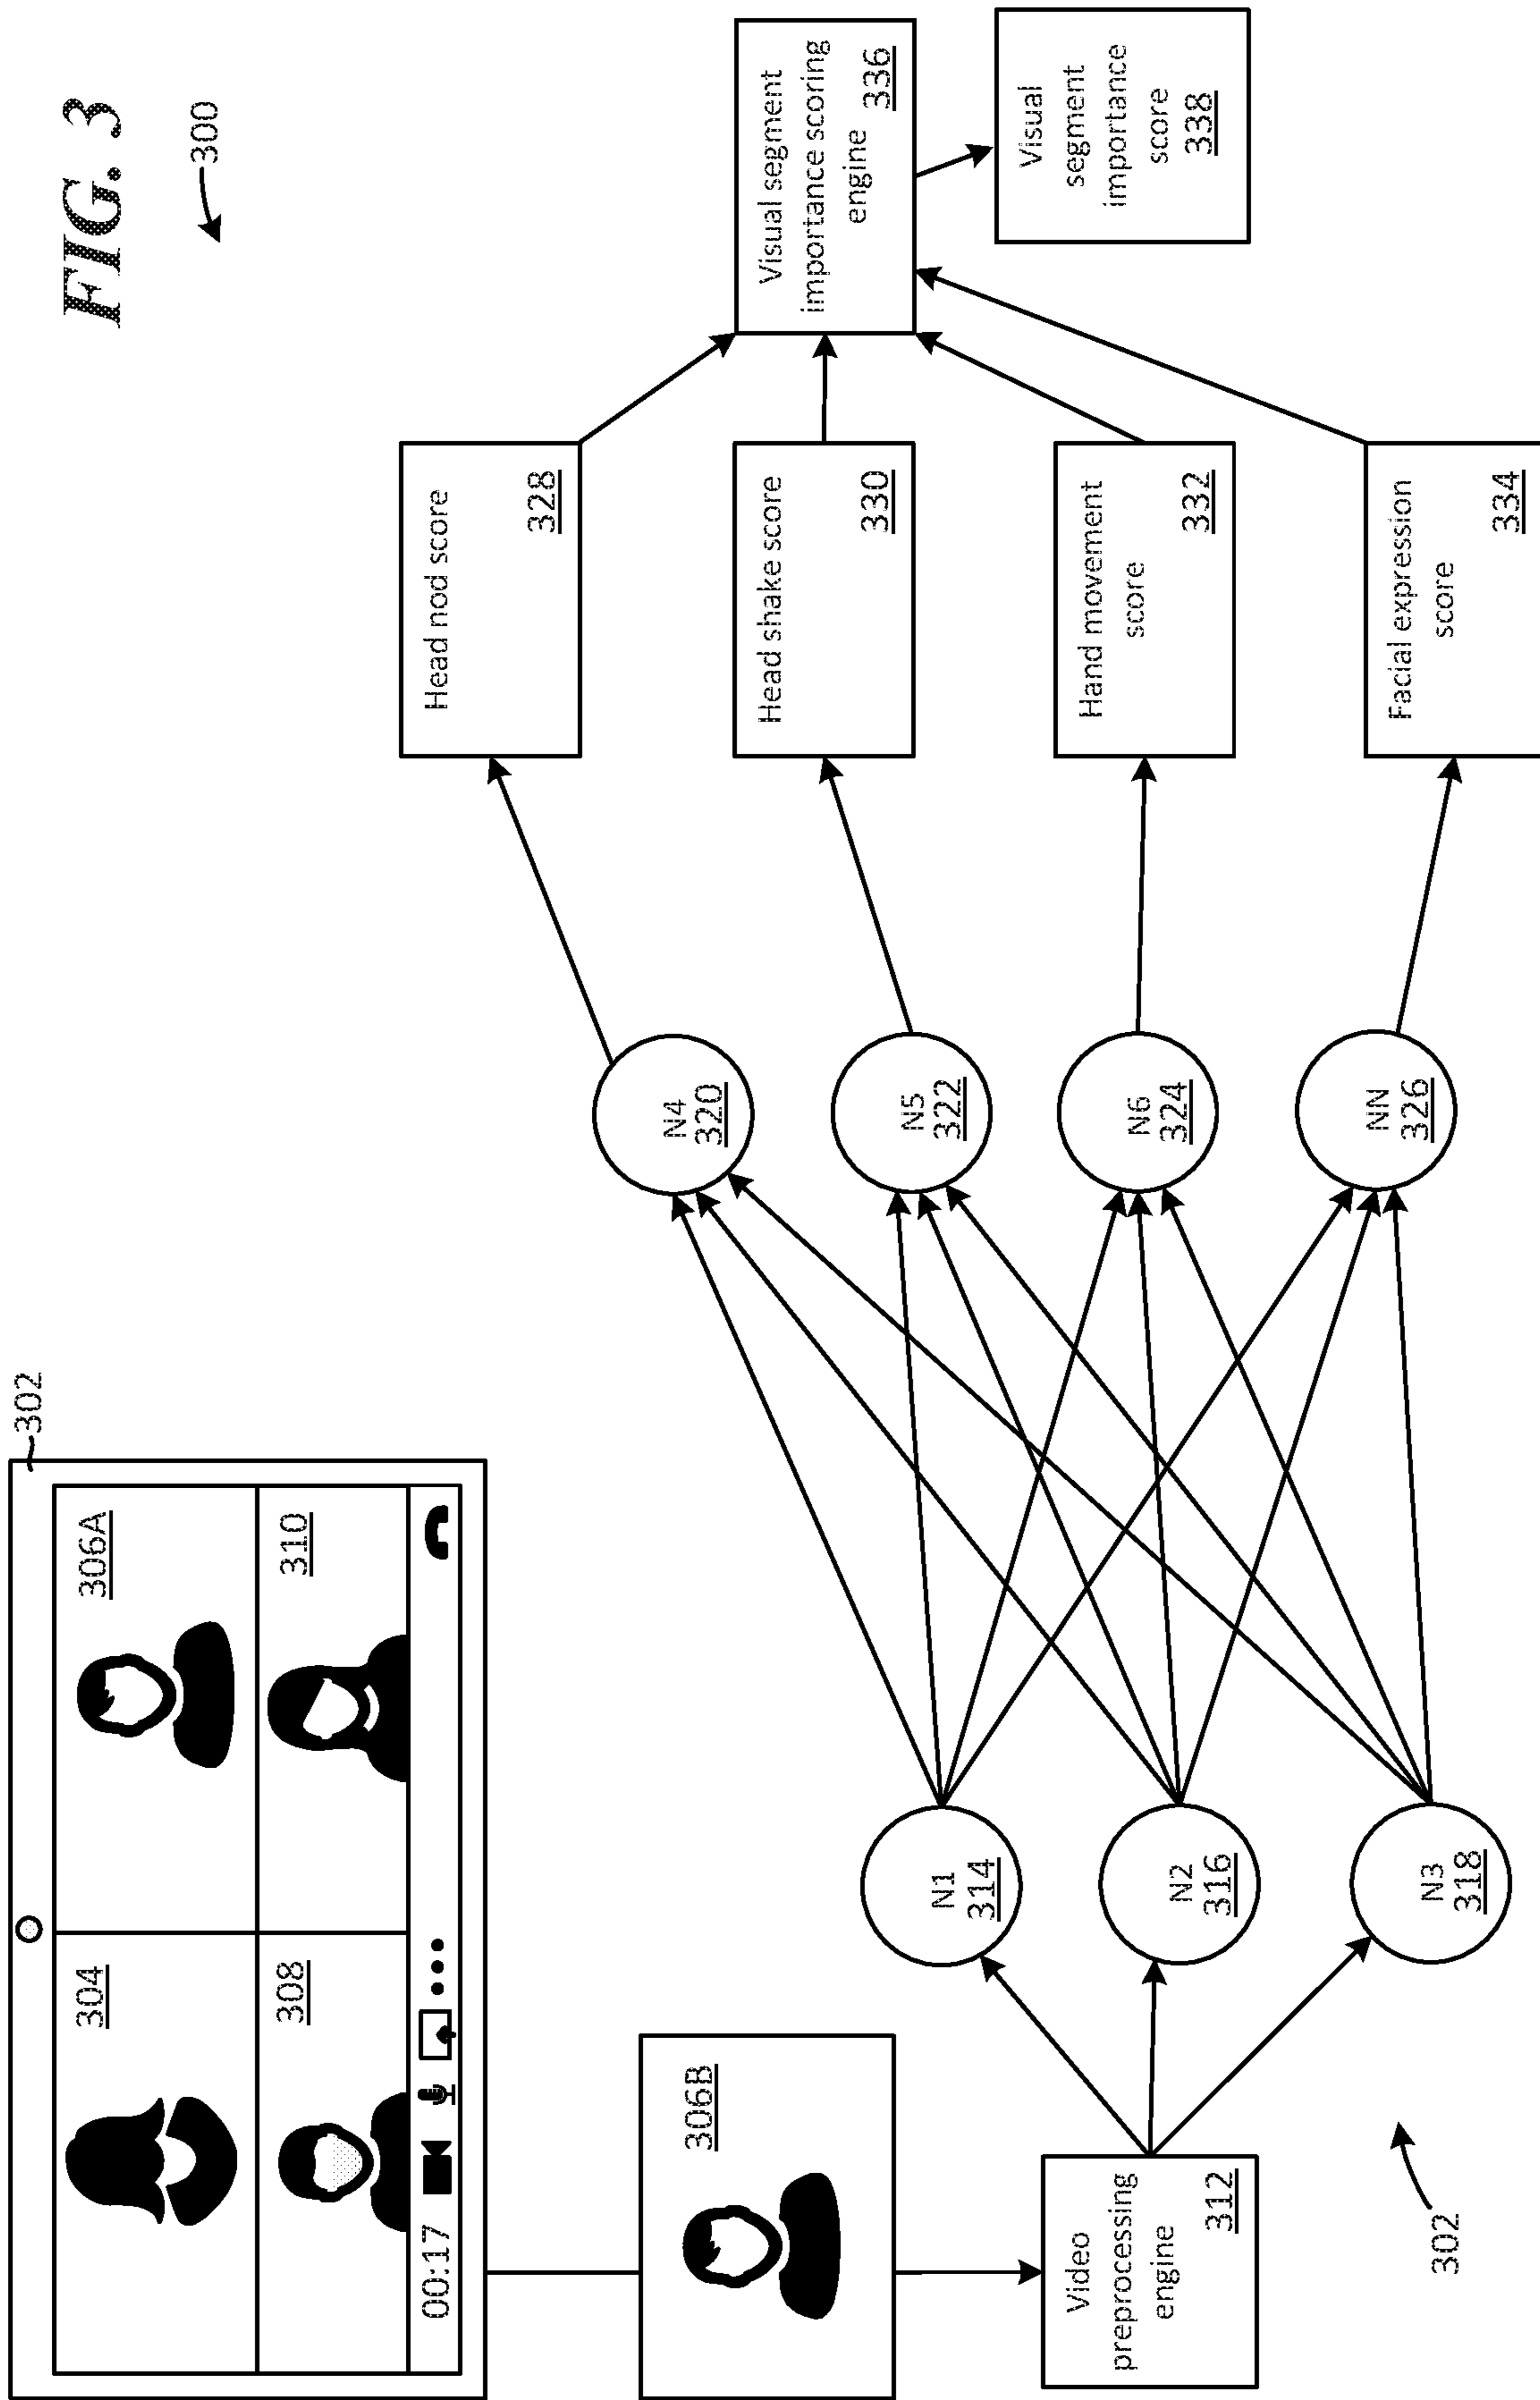 FIG. 3
300
302
304
306A
308
310
00:17
306B
Video
preprocessing
engine
312
N1
314
N2
316
N3
318
302
N4
320
N5
322
N6
324
NN
326
Head nod score
328
Head shake score
330
Hand movement
score
332
Facial expression
score
334
Visual segment
importance scoring
engine 336
Visual
segment
importance
score
338